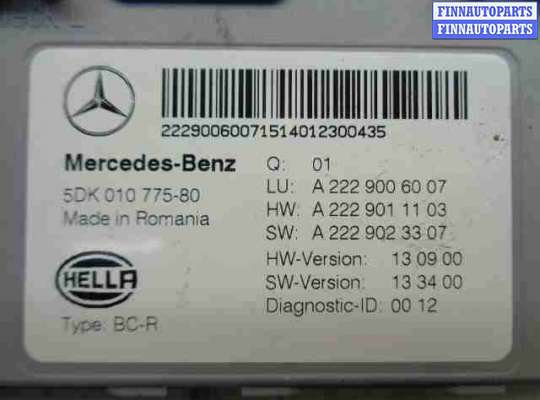 FINNAUTOPARTS
FINNAUTOPARTS
22290060071514012300435
Mercedes-Benz
5DK 010 775-80
Made in Romania
HELLA
Type: BC-R
Q: 01
LU: A 222 900 60 07
HW: A 222 901 11 03
SW: A 222 902 33 07
HW-Version: 13 09 00
SW-Version: 13 34 00
Diagnostic-ID: 00 12